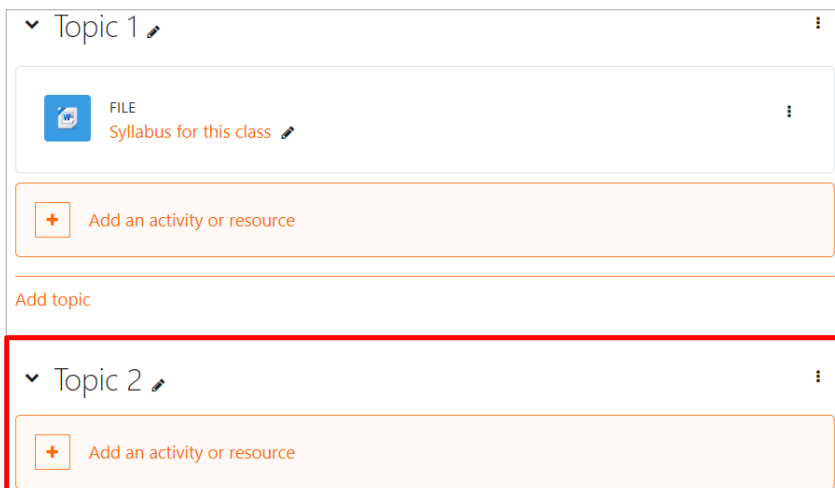 Topic 1
FILE
Syllabus for this class
Add an activity or resource
Add topic
Topic 2
Add an activity or resource